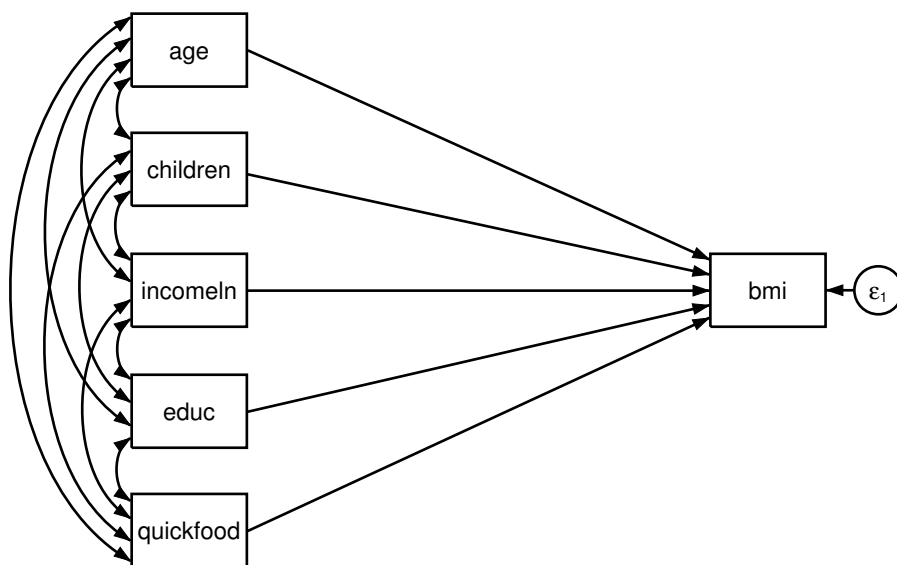 age
children
incomeln
educ
quickfood
bmi
ε₁